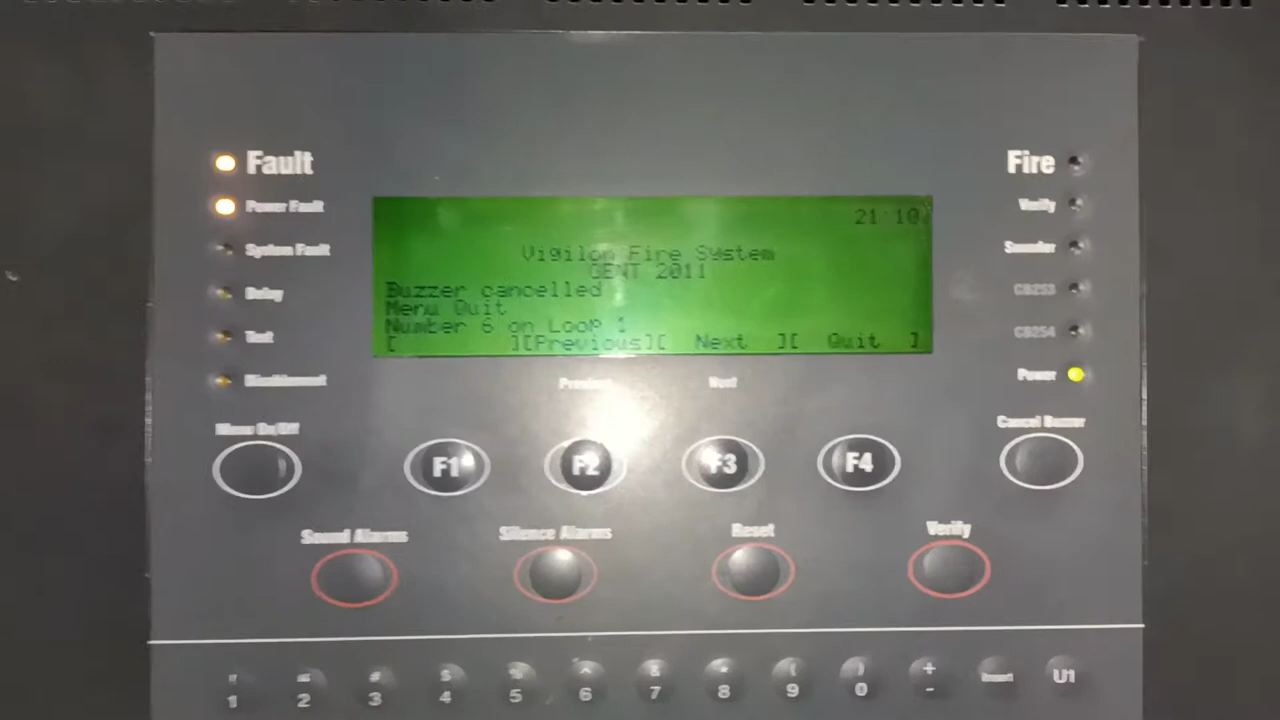 Fault
Fire
Power Fault
Verify
System Fault
Sounder
Delay
CB253
Test
CB254
Disablement
Power
21:10
Vigilon Fire System
GENT 2011
Buzzer cancelled
Menu Quit
Number 6 on Loop 1
[ ][Previous][ Next ][ Quit ]
Previous
Next
Menu On/Off
Cancel Buzzer
F1
F2
F3
F4
Sound Alarms
Silence Alarms
Reset
Verify
" # $ % ^ & * ( ) +
1 2 3 4 5 6 7 8 9 0 - Insert U1